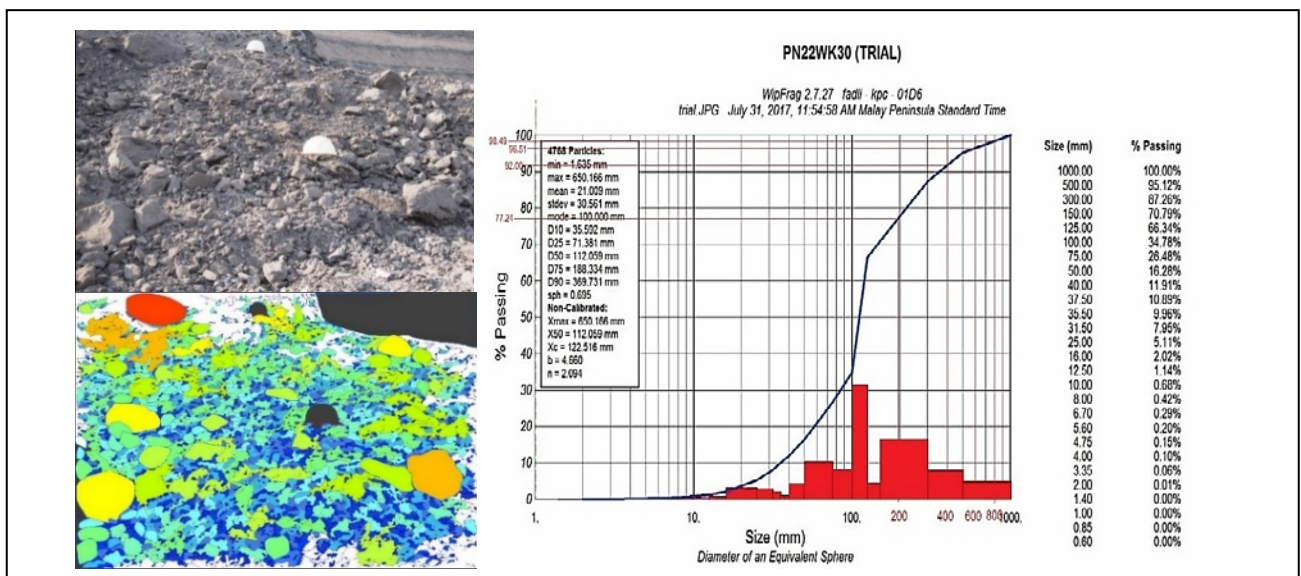 PN22WK30 (TRIAL)
WipFrag 2.7.27 fadli - kpc - 01D6
trial.JPG July 31, 2017, 11:54:58 AM Malay Peninsula Standard Time
% Passing
100
98.49
96.51
92.00
90
80
77.21
70
60
50
40
30
20
10
0
4768 Particles:
min = 1.635 mm
max = 650.166 mm
mean = 21.009 mm
stdev = 30.561 mm
mode = 100.000 mm
D10 = 35.592 mm
D25 = 71.381 mm
D50 = 112.059 mm
D75 = 188.334 mm
D90 = 369.731 mm
sph = 0.695
Non-Calibrated:
Xmax = 650.166 mm
X50 = 112.059 mm
Xc = 122.516 mm
b = 4.660
n = 2.094
1. 10. 100. 200 400 600 800 1000.
Size (mm)
Diameter of an Equivalent Sphere
Size (mm) % Passing
1000.00 100.00%
500.00 95.12%
300.00 87.26%
150.00 70.79%
125.00 66.34%
100.00 34.78%
75.00 26.48%
50.00 16.28%
40.00 11.91%
37.50 10.89%
35.50 9.96%
31.50 7.95%
25.00 5.11%
16.00 2.02%
12.50 1.14%
10.00 0.68%
8.00 0.42%
6.70 0.29%
5.60 0.20%
4.75 0.15%
4.00 0.10%
3.35 0.06%
2.00 0.01%
1.40 0.00%
1.00 0.00%
0.85 0.00%
0.60 0.00%